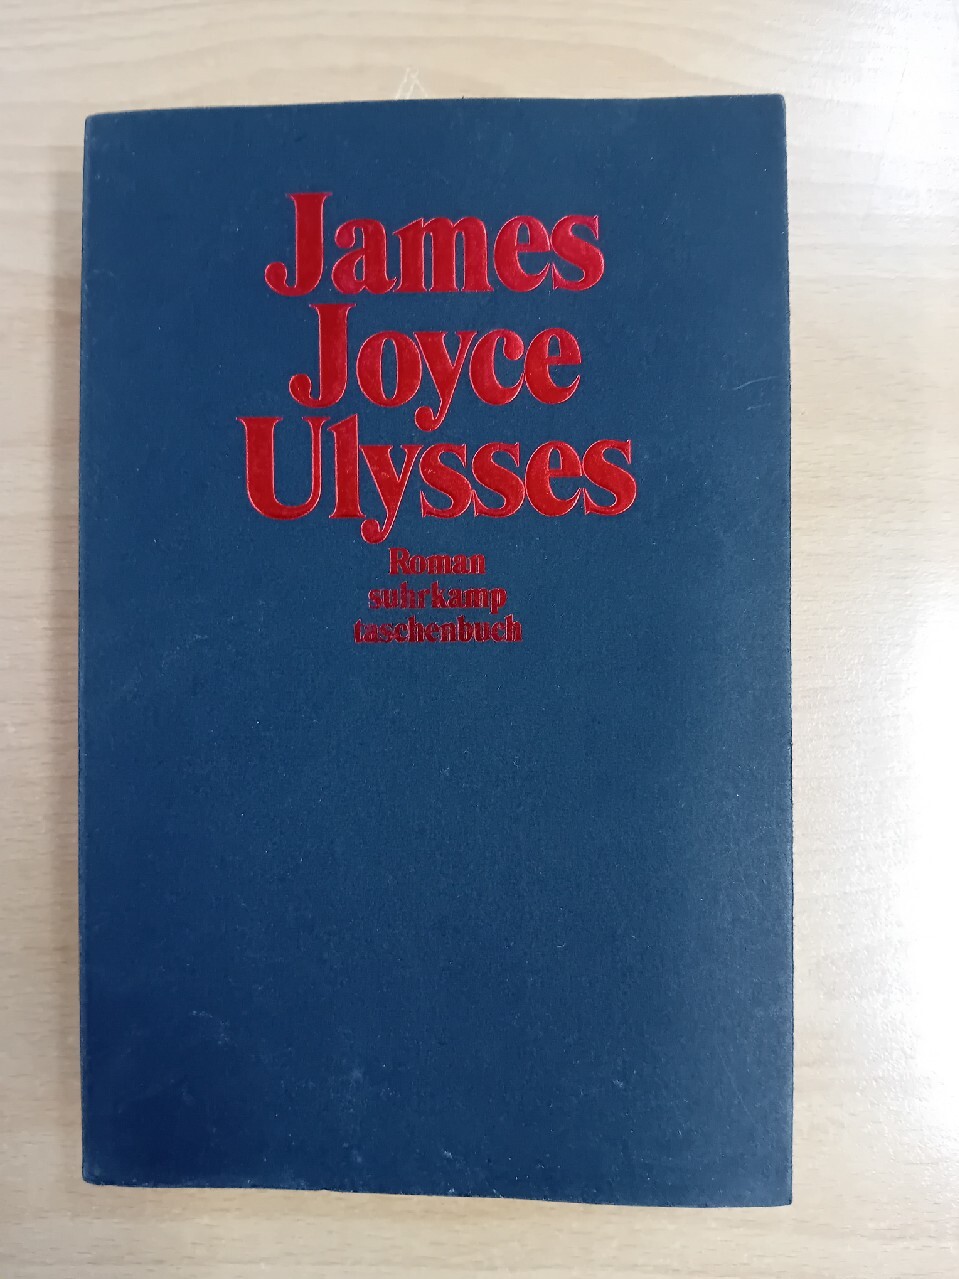 James
Joyce
Ulysses
Roman
suhrkamp
taschenbuch